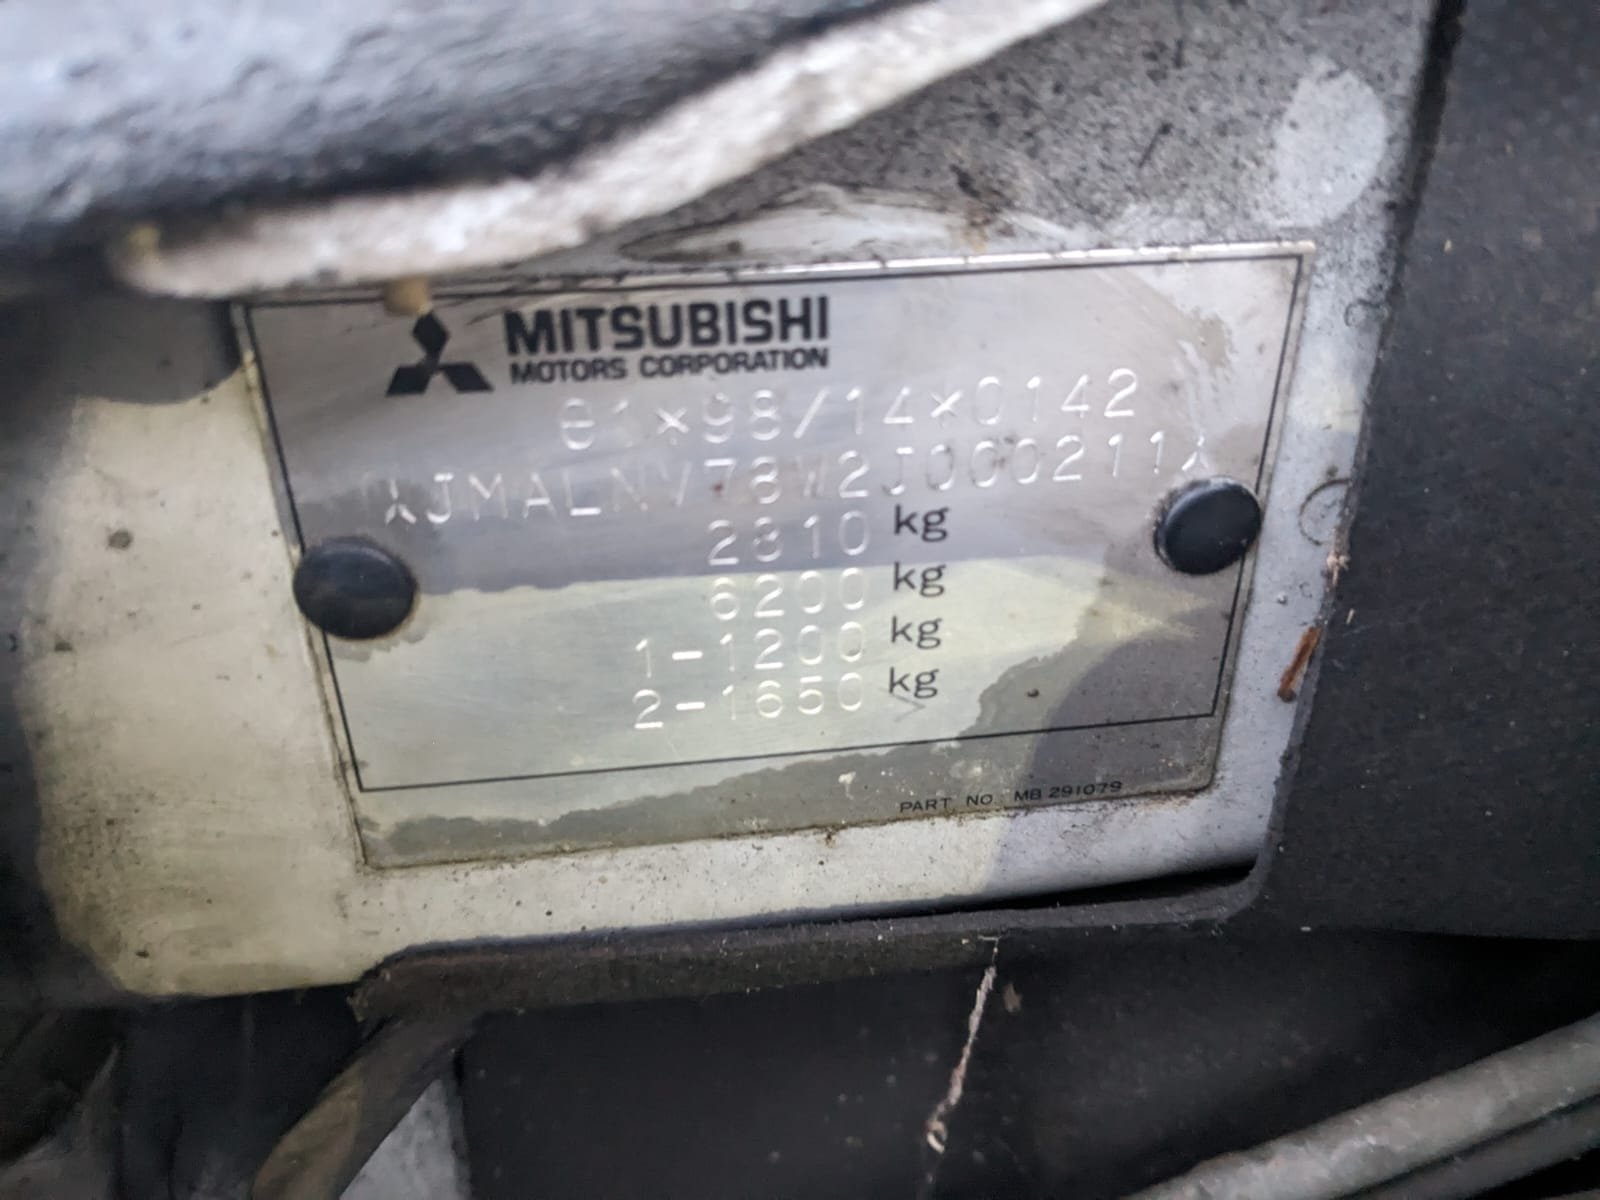 MITSUBISHI
MOTORS CORPORATION
e1*98/14*0142
*JMALNV78W2J000211*
2810 kg
6200 kg
1-1200 kg
2-1650 kg
PART NO. MB 291079